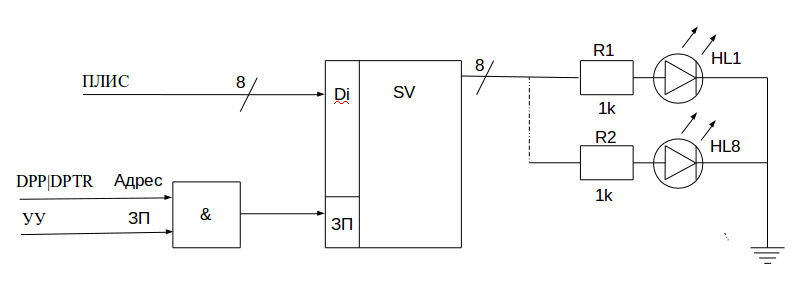 ПЛИС
8
Di
SV
8
R1
1k
HL1
R2
1k
HL8
DPP|DPTR Адрес
УУ ЗП
&
ЗП